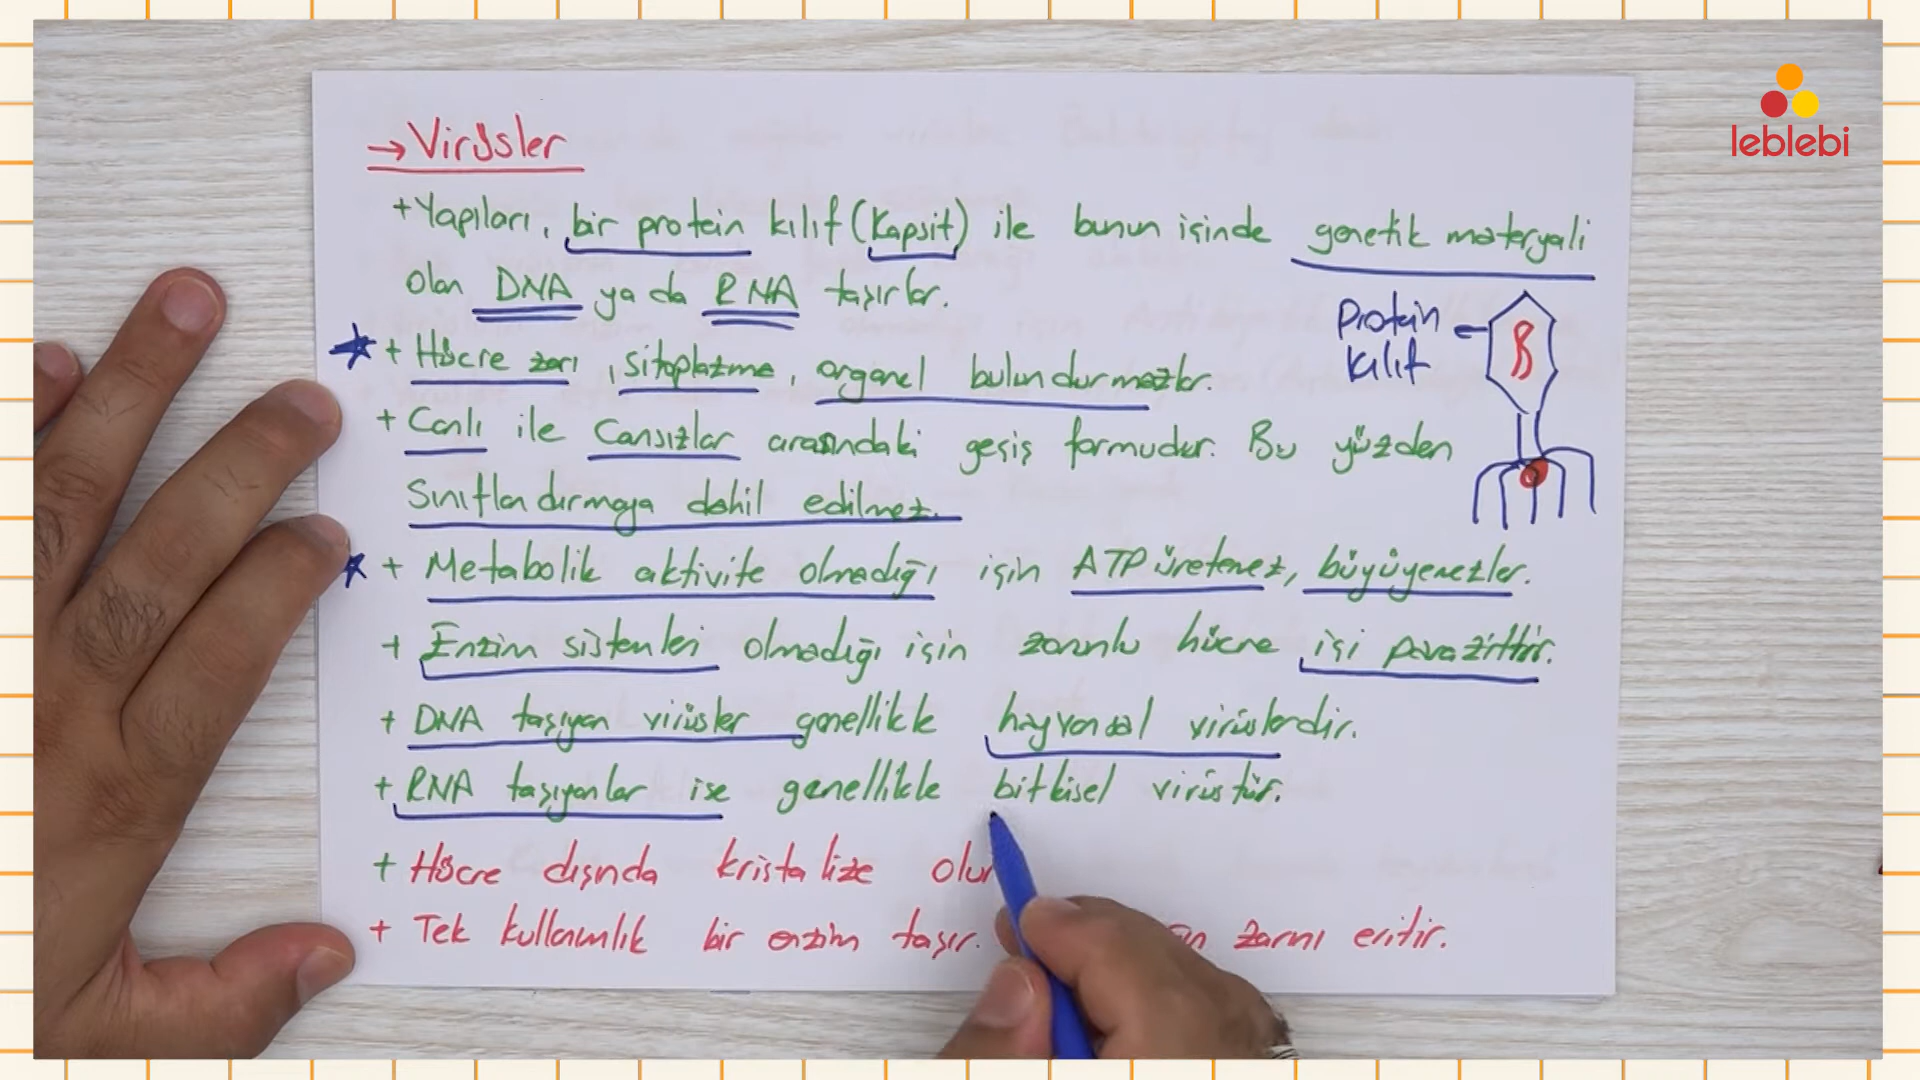 leblebi
→ Virüsler
+ Yapıları, bir protein kılıf (Kapsit) ile bunun içinde genetik materyali
olan DNA ya da RNA taşırlar.
Protein
kılıf
+ Hücre zarı, sitoplazma, organel bulundurmazlar.
+ Canlı ile Cansızlar arasındaki geçiş formudur. Bu yüzden
Sınıflandırmaya dahil edilmez.
+ Metabolik aktivite olmadığı için ATP üretemez, büyüyemezler.
+ Enzim sistemleri olmadığı için zorunlu hücre içi parazittir.
+ DNA taşıyan virüsler genellikle hayvansal virüslerdir.
+ RNA taşıyanlar ise genellikle bitkisel virüstür.
+ Hücre dışında kristalize olur
+ Tek kullanımlık bir enzim taşır. zarını eritir.